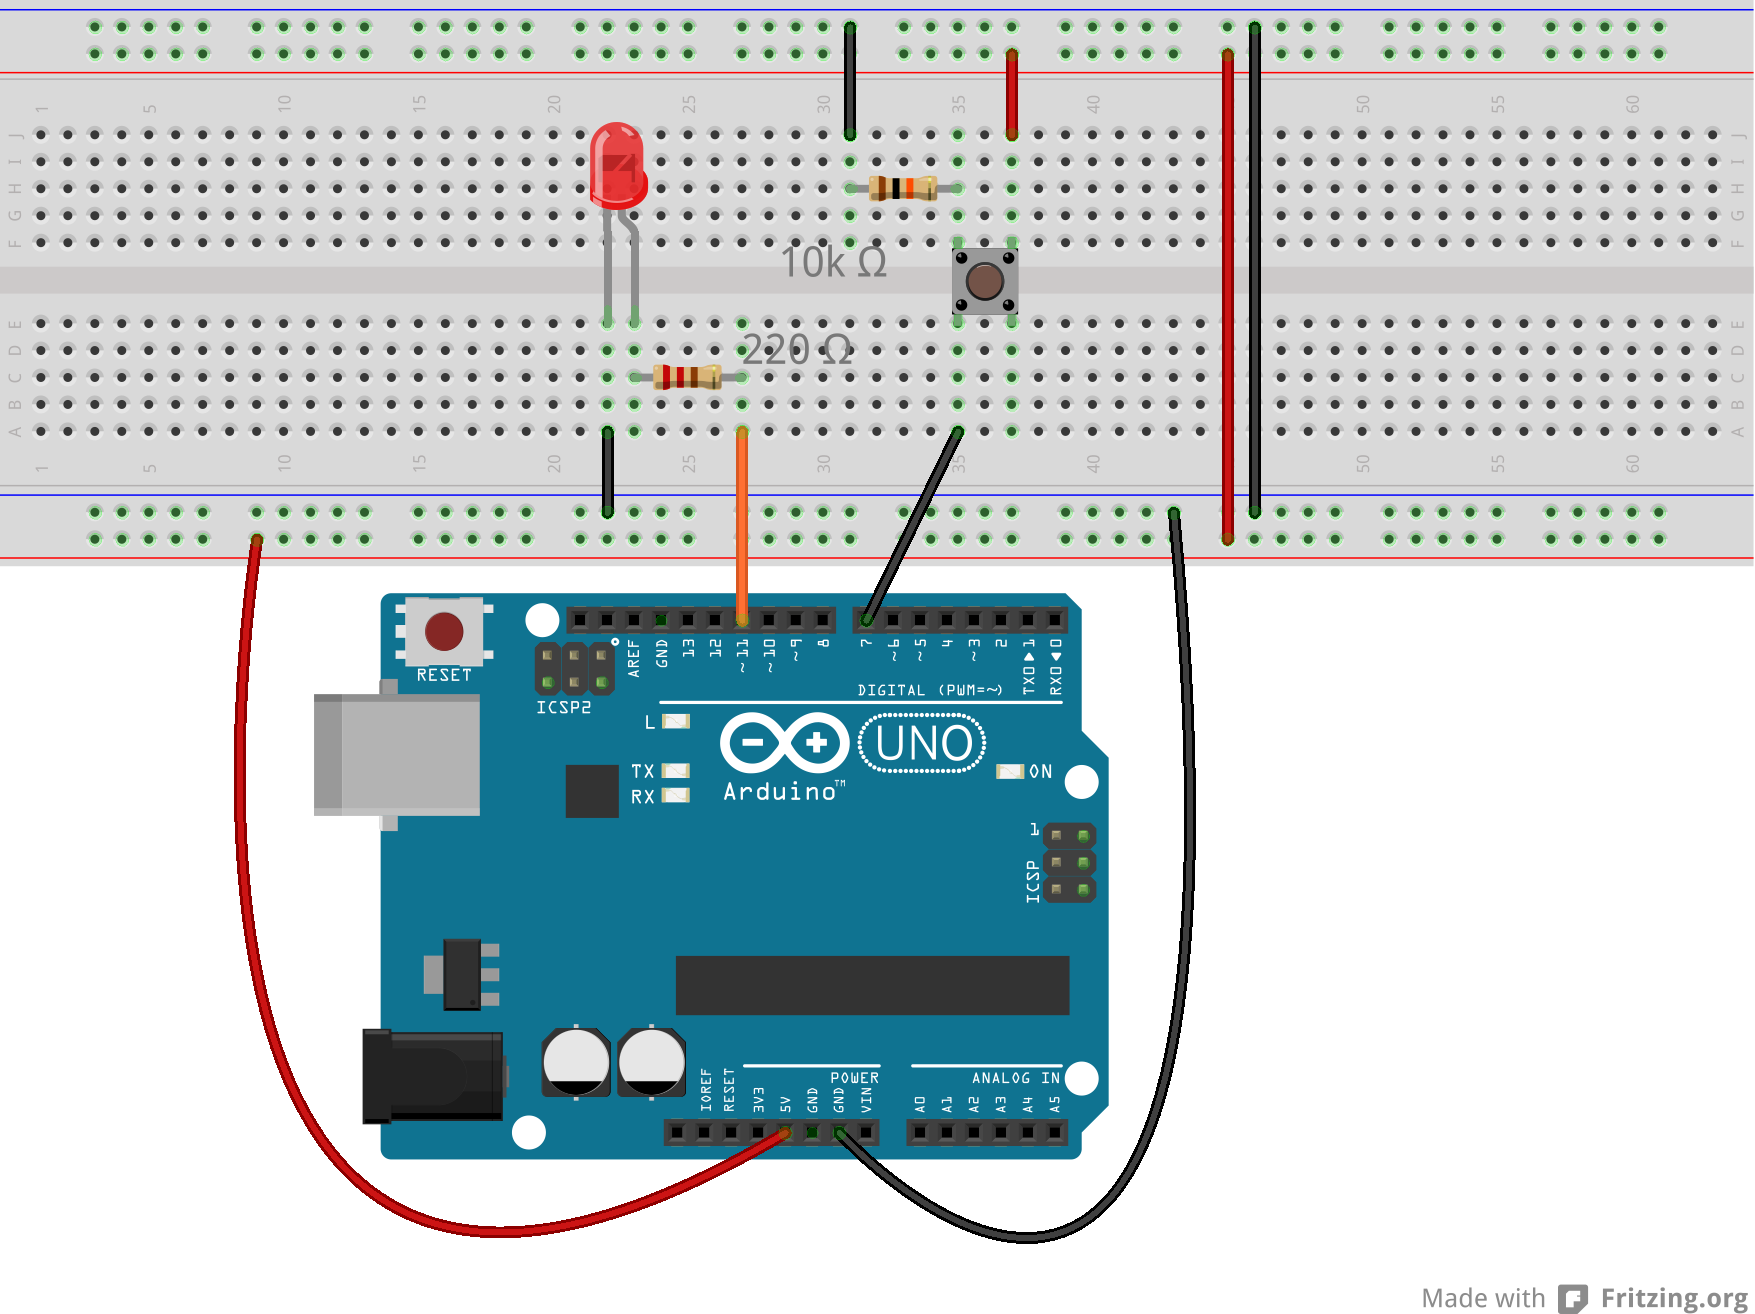 1 5 10 15 20 25 30 35 40 50 55 60
J J
I I
H H
G G
F F
10k Ω
E E
220 Ω
D D
C C
B B
A A
1 5 10 15 20 25 30 35 40 50 55 60
RESET
AREF GND 13 12 ~11 ~10 ~9 8 7 ~6 ~5 4 ~3 2 TX0▶1 RX0◀0
ICSP2
DIGITAL (PWM=~)
L
UNO
TX ON
RX
Arduino™
1
ICSP
POWER ANALOG IN
IOREF RESET 3V3 5V GND GND VIN A0 A1 A2 A3 A4 A5
Made with Fritzing.org